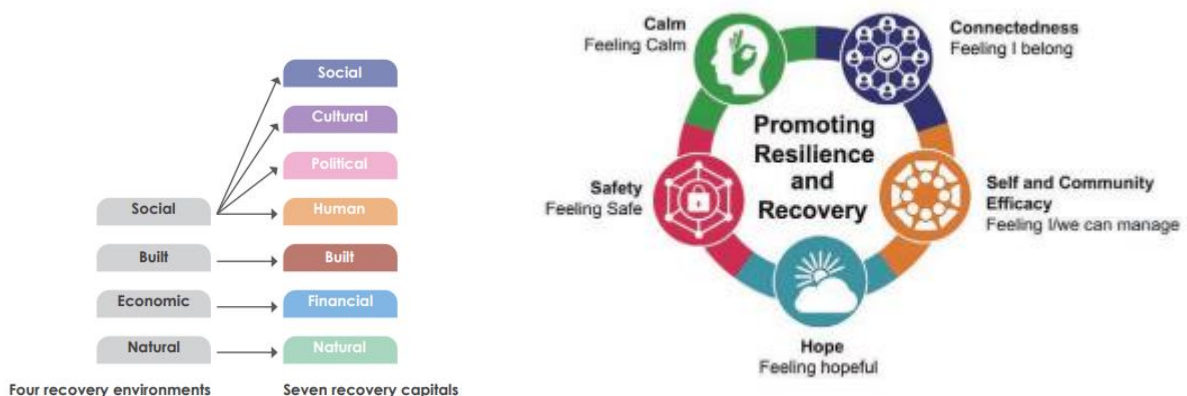 Social
Cultural
Political
Social
Human
Built
Built
Economic
Financial
Natural
Natural
Four recovery environments
Seven recovery capitals
Calm
Feeling Calm
Connectedness
Feeling I belong
Promoting
Resilience
and
Recovery
Safety
Feeling Safe
Self and Community
Efficacy
Feeling I/we can manage
Hope
Feeling hopeful